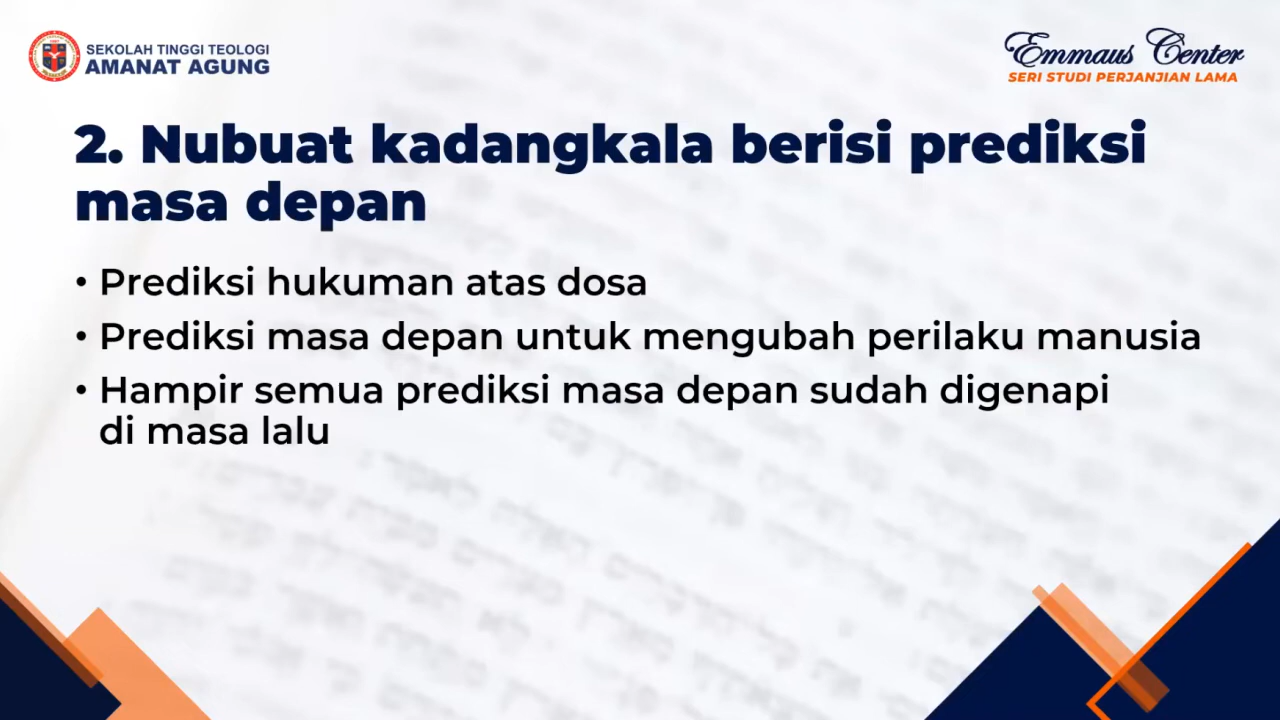 SEKOLAH TINGGI TEOLOGI
AMANAT AGUNG
Emmaus Center
SERI STUDI PERJANJIAN LAMA
2. Nubuat kadangkala berisi prediksi
masa depan
• Prediksi hukuman atas dosa
• Prediksi masa depan untuk mengubah perilaku manusia
• Hampir semua prediksi masa depan sudah digenapi
di masa lalu